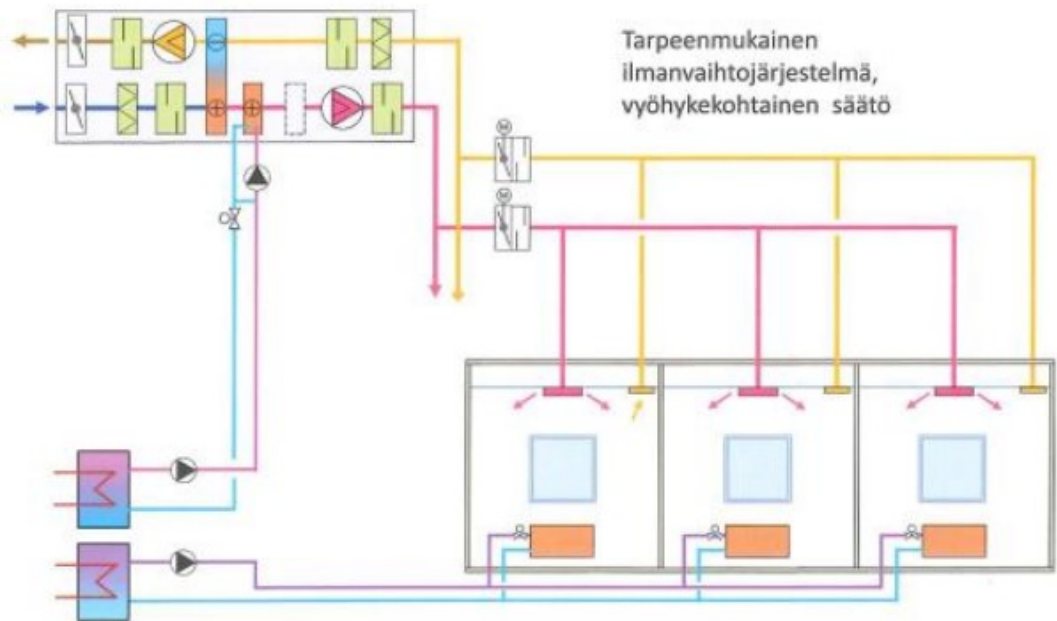 Tarpeenmukainen
ilmanvaihtojärjestelmä,
vyöhykekohtainen säätö
M
M